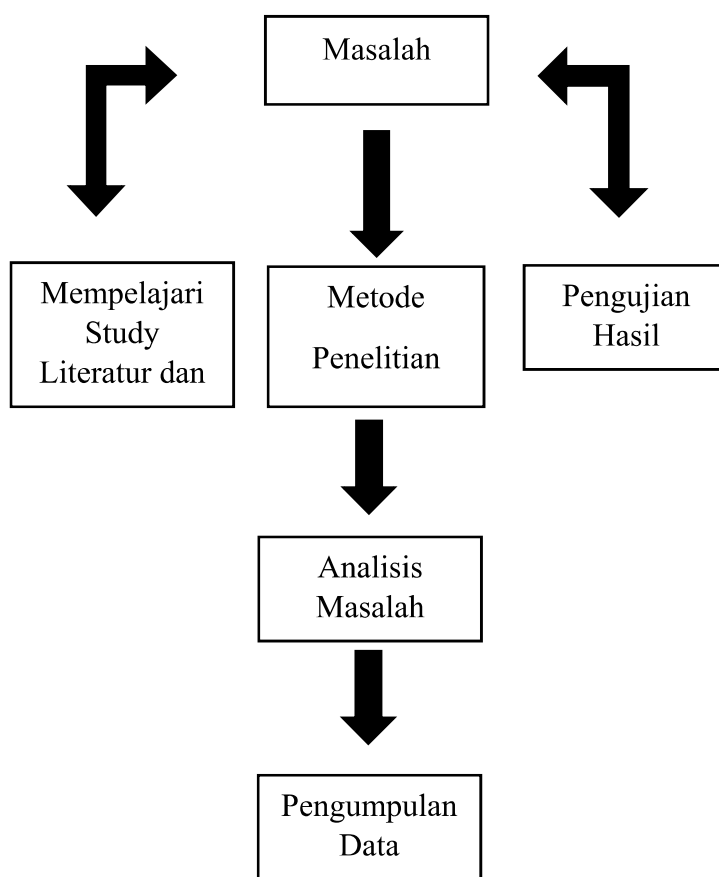 Masalah
Mempelajari
Study
Literatur dan
Metode
Penelitian
Pengujian
Hasil
Analisis
Masalah
Pengumpulan
Data